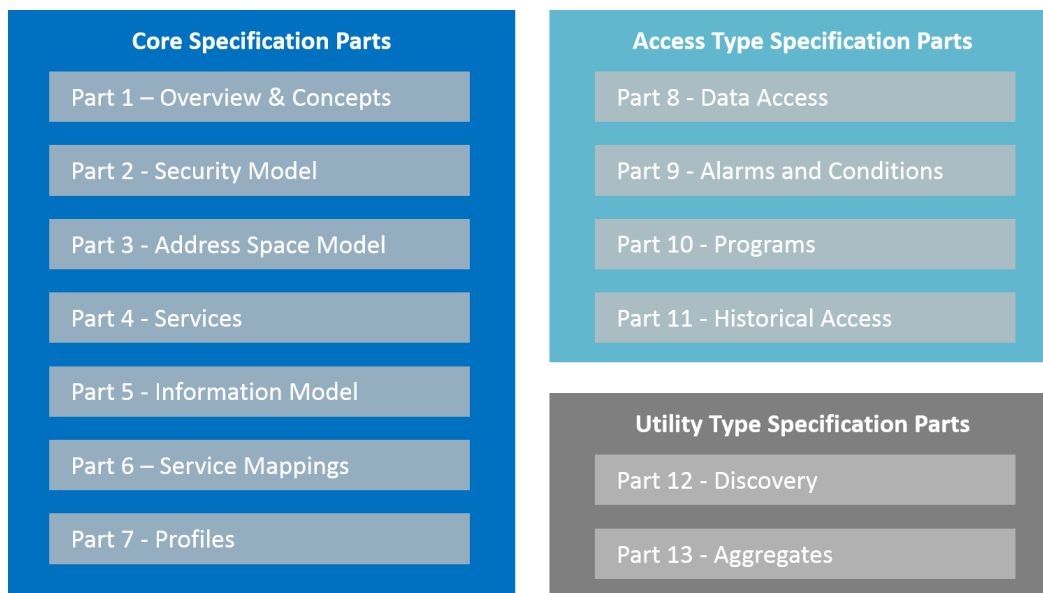 Core Specification Parts
Part 1 – Overview & Concepts
Part 2 - Security Model
Part 3 - Address Space Model
Part 4 - Services
Part 5 - Information Model
Part 6 – Service Mappings
Part 7 - Profiles
Access Type Specification Parts
Part 8 - Data Access
Part 9 - Alarms and Conditions
Part 10 - Programs
Part 11 - Historical Access
Utility Type Specification Parts
Part 12 - Discovery
Part 13 - Aggregates